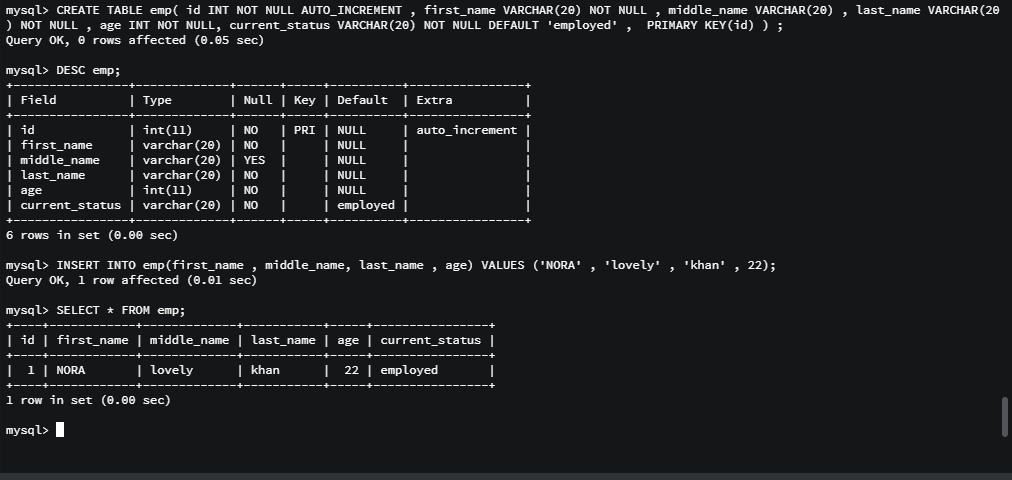 mysql> CREATE TABLE emp( id INT NOT NULL AUTO_INCREMENT , first_name VARCHAR(20) NOT NULL , middle_name VARCHAR(20) , last_name VARCHAR(20
) NOT NULL , age INT NOT NULL, current_status VARCHAR(20) NOT NULL DEFAULT 'employed' ,  PRIMARY KEY(id) ) ;
Query OK, 0 rows affected (0.05 sec)

mysql> DESC emp;
+----------------+-------------+------+-----+----------+----------------+
| Field          | Type        | Null | Key | Default  | Extra          |
+----------------+-------------+------+-----+----------+----------------+
| id             | int(11)     | NO   | PRI | NULL     | auto_increment |
| first_name     | varchar(20) | NO   |     | NULL     |                |
| middle_name    | varchar(20) | YES  |     | NULL     |                |
| last_name      | varchar(20) | NO   |     | NULL     |                |
| age            | int(11)     | NO   |     | NULL     |                |
| current_status | varchar(20) | NO   |     | employed |                |
+----------------+-------------+------+-----+----------+----------------+
6 rows in set (0.00 sec)

mysql> INSERT INTO emp(first_name , middle_name, last_name , age) VALUES ('NORA' , 'lovely' , 'khan' , 22);
Query OK, 1 row affected (0.01 sec)

mysql> SELECT * FROM emp;
+----+------------+-------------+-----------+-----+----------------+
| id | first_name | middle_name | last_name | age | current_status |
+----+------------+-------------+-----------+-----+----------------+
|  1 | NORA       | lovely      | khan      |  22 | employed       |
+----+------------+-------------+-----------+-----+----------------+
1 row in set (0.00 sec)

mysql>